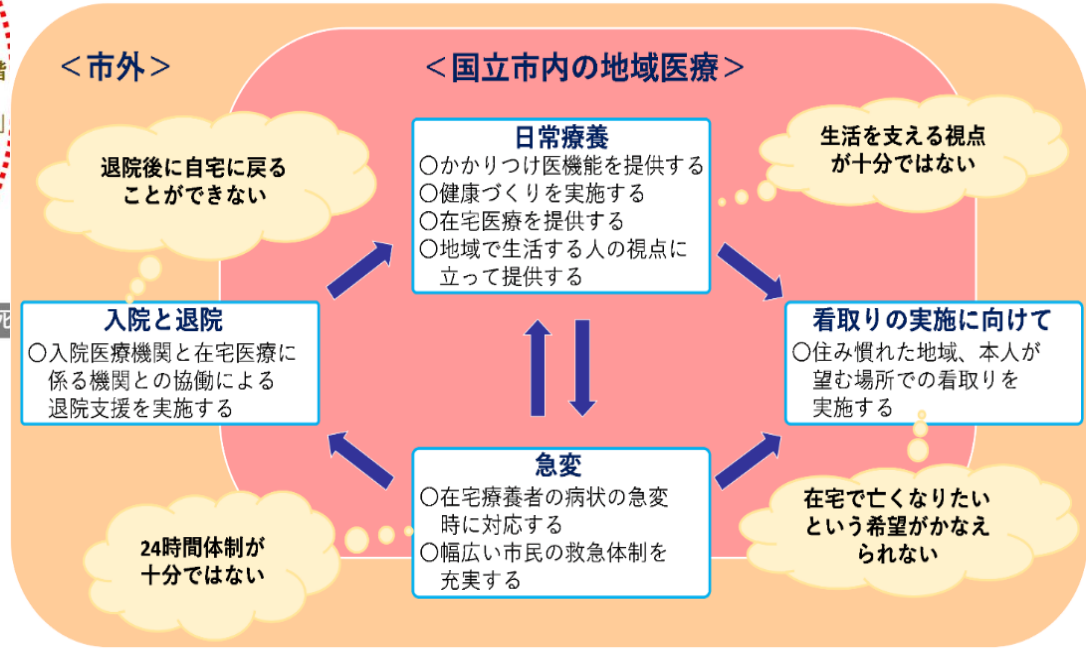 ＜市外＞
＜国立市内の地域医療＞
退院後に自宅に戻る
ことができない
日常療養
○かかりつけ医機能を提供する
○健康づくりを実施する
○在宅医療を提供する
○地域で生活する人の視点に
立って提供する
生活を支える視点
が十分ではない
入院と退院
○入院医療機関と在宅医療に
係る機関との協働による
退院支援を実施する
看取りの実施に向けて
○住み慣れた地域、本人が
望む場所での看取りを
実施する
急変
○在宅療養者の病状の急変
時に対応する
○幅広い市民の救急体制を
充実する
24時間体制が
十分ではない
在宅で亡くなりたい
という希望がかなえ
られない